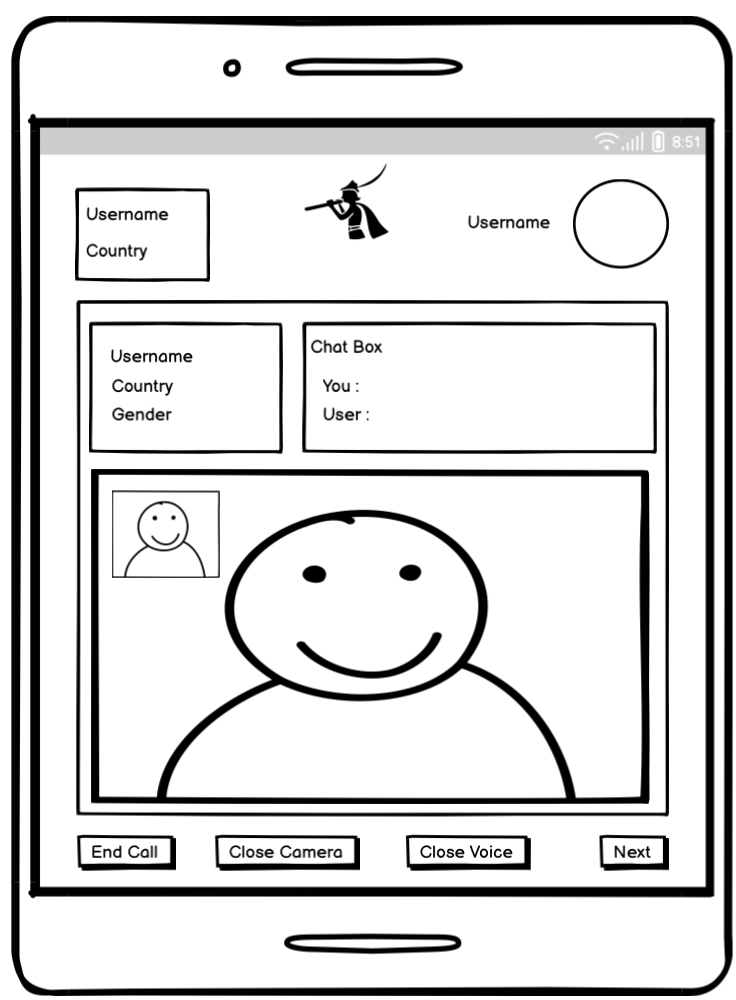 8:51
Username
Country
Username
Username
Country
Gender
Chat Box
You :
User :
End Call
Close Camera
Close Voice
Next